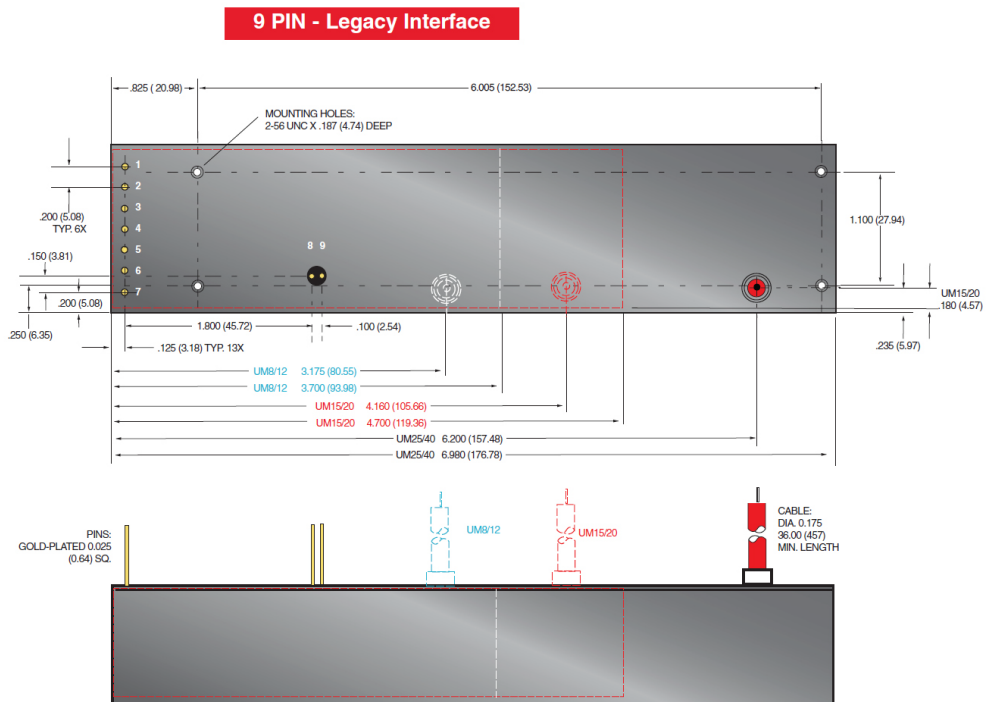 9 PIN - Legacy Interface
.825 ( 20.98)
6.005 (152.53)
MOUNTING HOLES:
2-56 UNC X .187 (4.74) DEEP
1
2
3
4
5
6
7
8 9
.200 (5.08)
TYP. 6X
.150 (3.81)
.200 (5.08)
.250 (6.35)
1.100 (27.94)
UM15/20
180 (4.57)
.235 (5.97)
1.800 (45.72)
.100 (2.54)
.125 (3.18) TYP. 13X
UM8/12 3.175 (80.55)
UM8/12 3.700 (93.98)
UM15/20 4.160 (105.66)
UM15/20 4.700 (119.36)
UM25/40 6.200 (157.48)
UM25/40 6.980 (176.78)
PINS:
GOLD-PLATED 0.025
(0.64) SQ.
UM8/12
UM15/20
CABLE:
DIA. 0.175
36.00 (457)
MIN. LENGTH